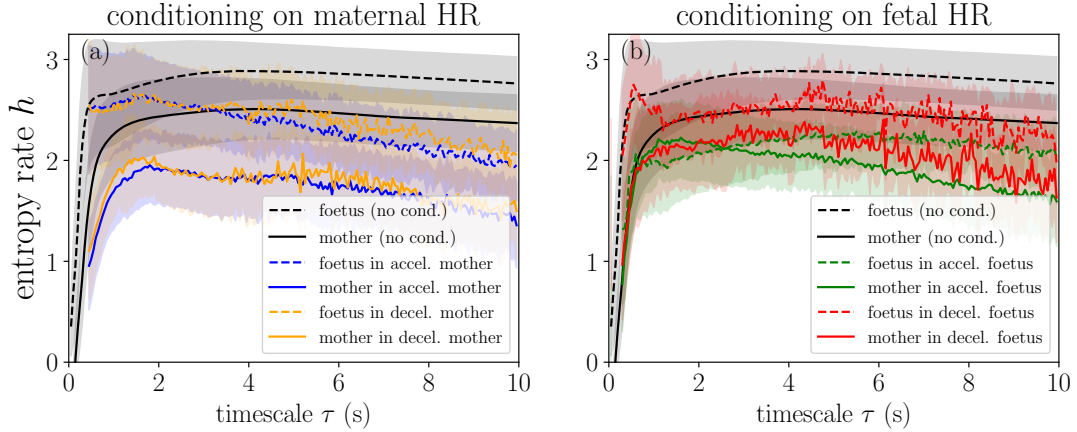 conditioning on maternal HR
(a)
entropy rate h
3
2
1
0
0 2 4 6 8 10
timescale τ (s)
foetus (no cond.)
mother (no cond.)
foetus in accel. mother
mother in accel. mother
foetus in decel. mother
mother in decel. mother
conditioning on fetal HR
(b)
3
2
1
0
0 2 4 6 8 10
timescale τ (s)
foetus (no cond.)
mother (no cond.)
foetus in accel. foetus
mother in accel. foetus
foetus in decel. foetus
mother in decel. foetus